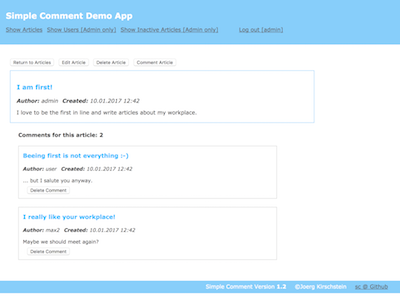 Simple Comment Demo App
Show Articles Show Users [Admin only] Show Inactive Articles [Admin only] Log out [admin]
Return to Articles Edit Article Delete Article Comment Article
I am first!
Author: admin Created: 10.01.2017 12:42
I love to be the first in line and write articles about my workplace.
Comments for this article: 2
Beeing first is not everything :-)
Author: user Created: 10.01.2017 12:42
... but I salute you anyway.
Delete Comment
I really like your workplace!
Author: max2 Created: 10.01.2017 12:42
Maybe we should meet again?
Delete Comment
Simple Comment Version 1.2 ©Joerg Kirschstein sc @ Github